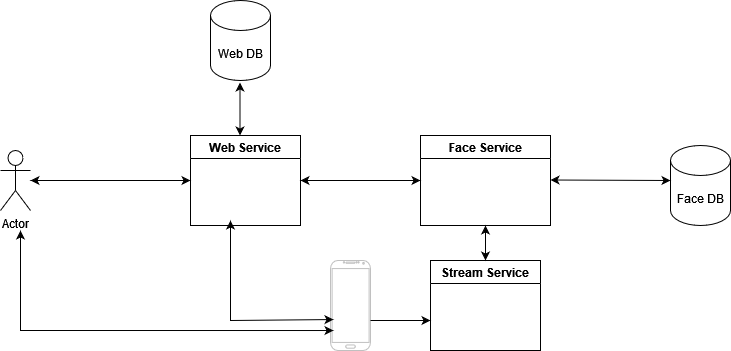 Web DB
Web Service
Face Service
Face DB
Actor
Stream Service